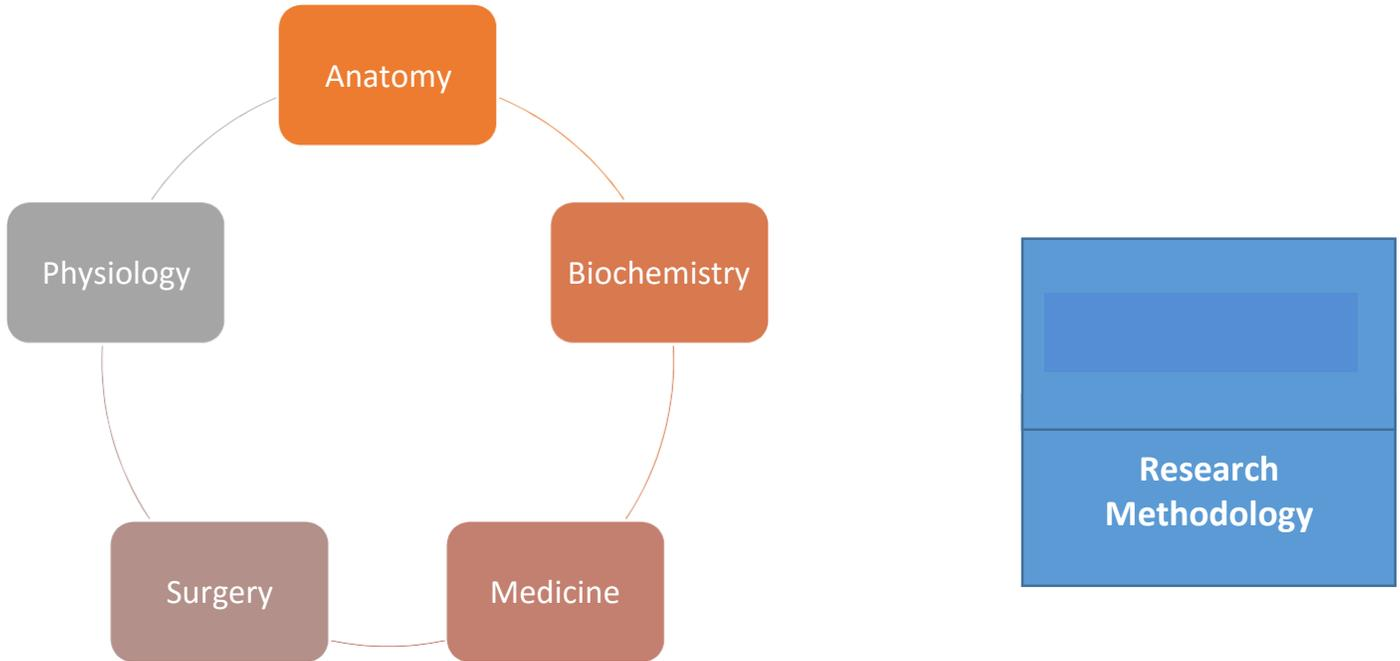 Anatomy
Physiology
Biochemistry
Research
Methodology
Surgery
Medicine